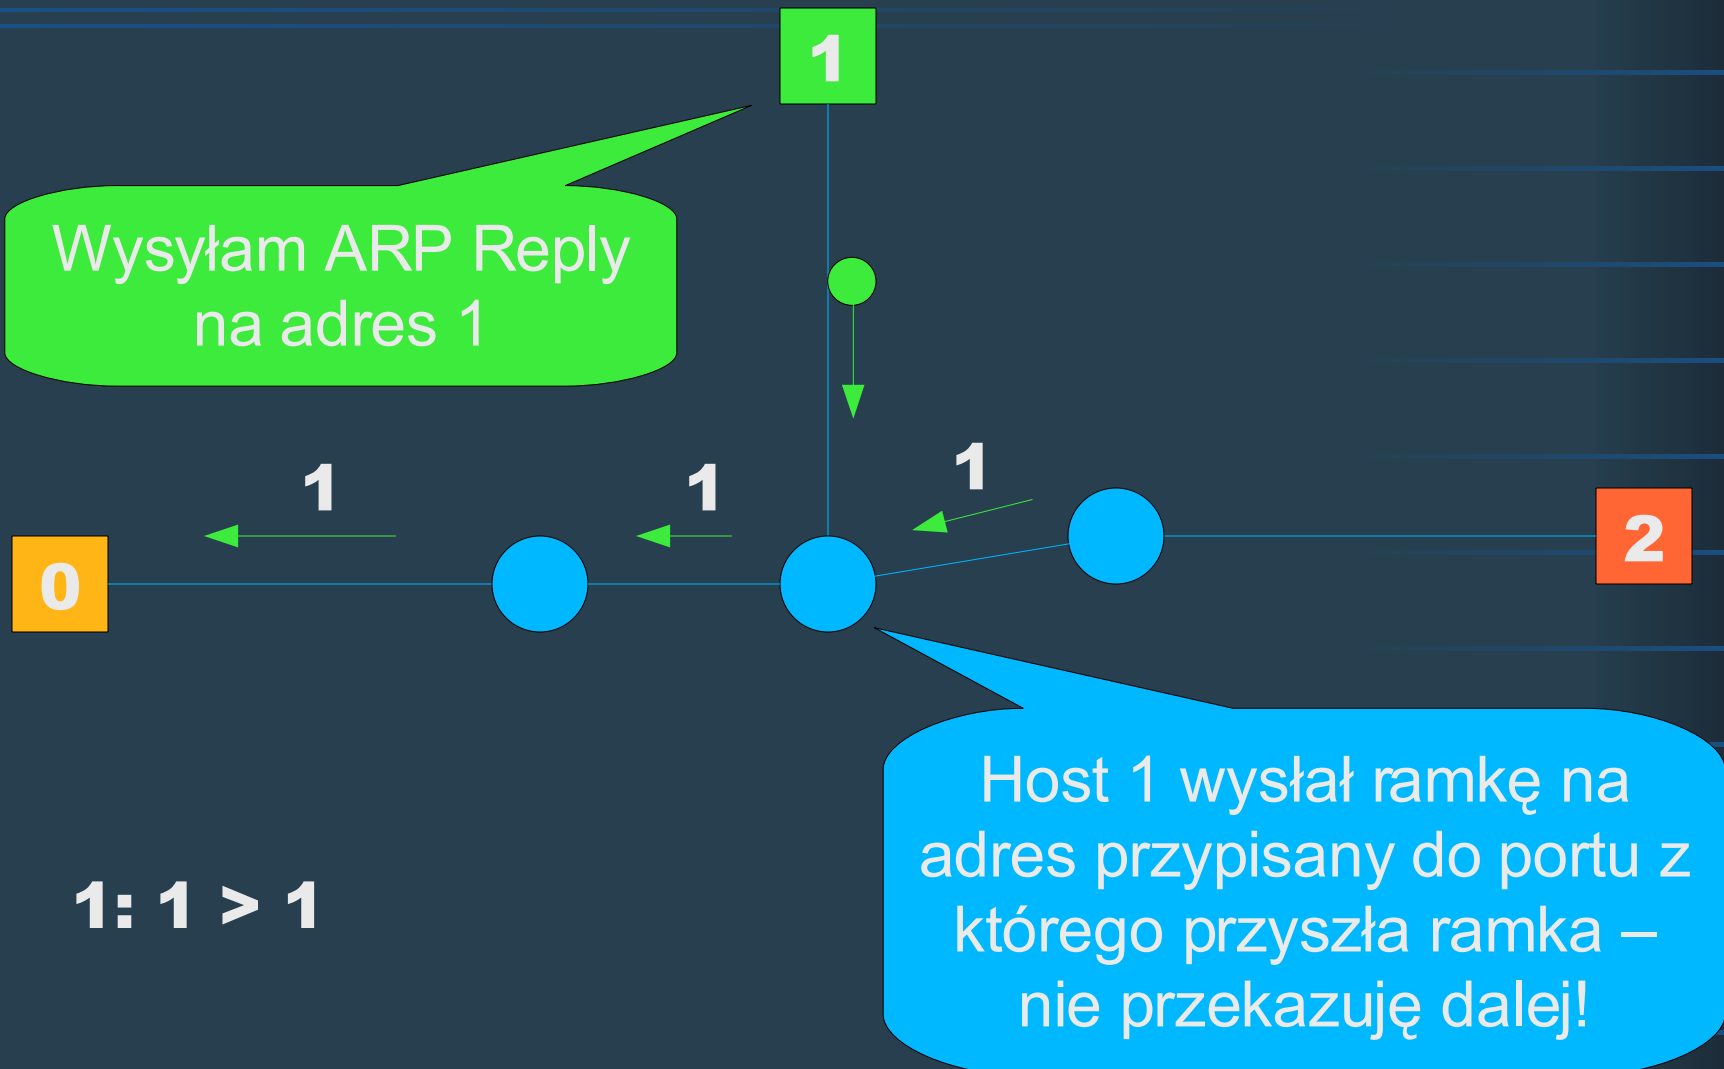 1
Wysyłam ARP Reply
na adres 1
1
1
1
0
2
Host 1 wysłał ramkę na
adres przypisany do portu z
którego przyszła ramka –
nie przekazuję dalej!
1: 1 > 1